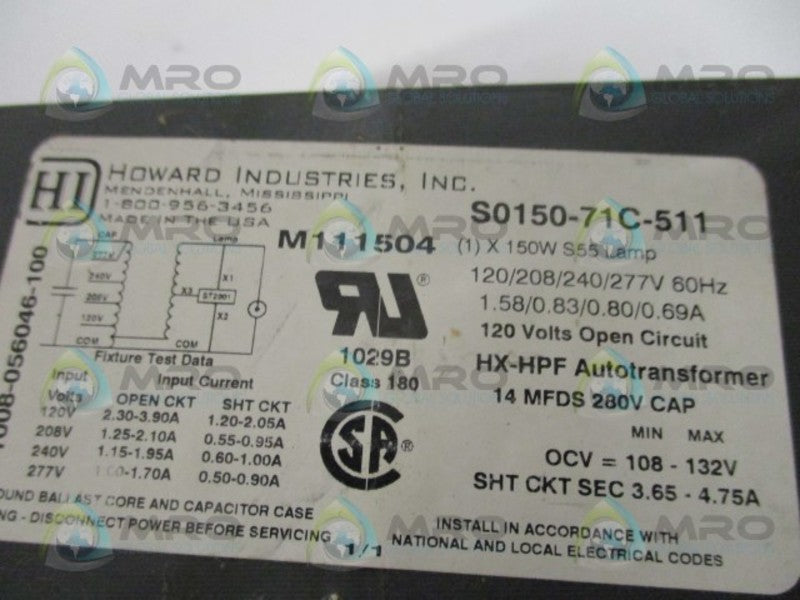 MRO
GLOBAL SOLUTIONS
HI
HOWARD INDUSTRIES, INC.
MENDENHALL, MISSISSIPPI
1-800-956-3456
MADE IN THE USA
M111504
S0150-71C-511
(1) X 150W S55 Lamp
120/208/240/277V 60Hz
1.58/0.83/0.80/0.69A
120 Volts Open Circuit
HX-HPF Autotransformer
14 MFDS 280V CAP
MIN MAX
OCV = 108 - 132V
SHT CKT SEC 3.65 - 4.75A
INSTALL IN ACCORDANCE WITH
NATIONAL AND LOCAL ELECTRICAL CODES
CAP
277V
240V
208V
120V
COM
Lamp
X1
X3
X2
COM
UR®
1029B
Class 180
SA®
Fixture Test Data
Input Input Current
Volts OPEN CKT SHT CKT
120V 2.30-3.90A 1.20-2.05A
208V 1.25-2.10A 0.55-0.95A
240V 1.15-1.95A 0.60-1.00A
277V -1.70A 0.50-0.90A
BALLAST CORE AND CAPACITOR CASE
- DISCONNECT POWER BEFORE SERVICING
1/1
008-056046-100